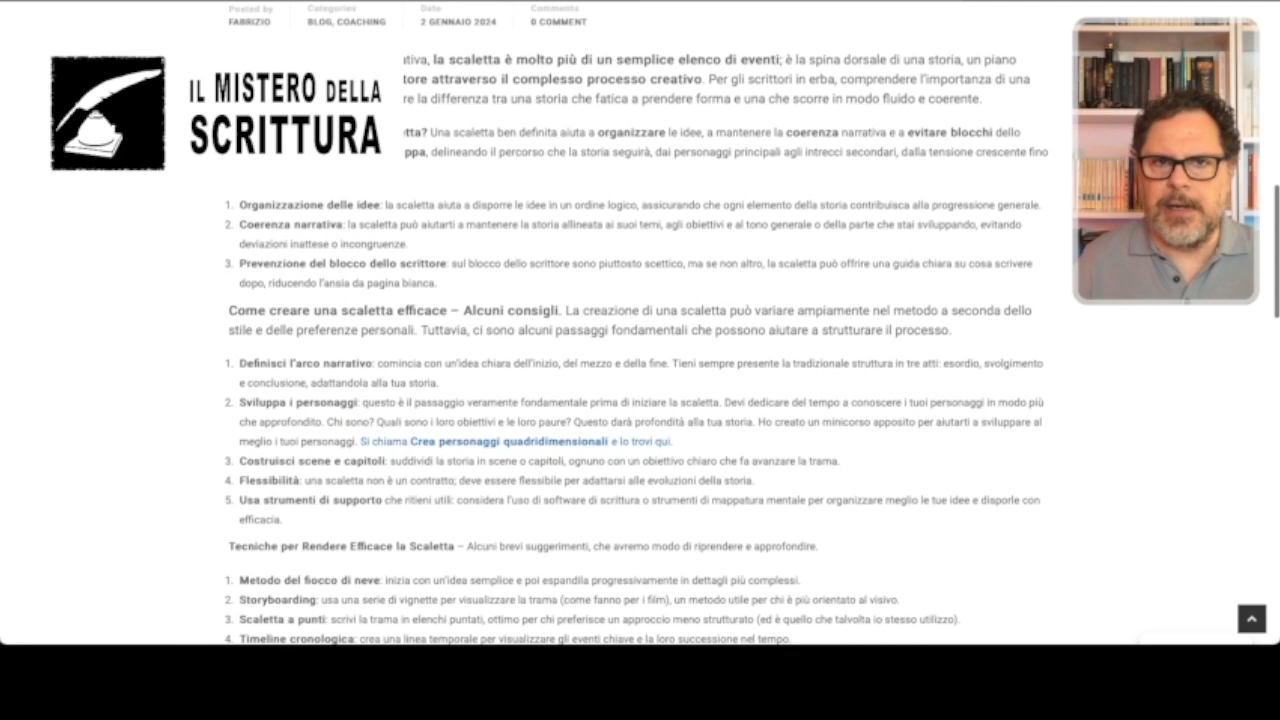 Posted by
FABRIZIO
Categories
BLOG, COACHING
Date
2 GENNAIO 2024
Comments
0 COMMENT
IL MISTERO DELLA
SCRITTURA
la scaletta è molto più di un semplice elenco di eventi; è la spina dorsale di una storia, un piano
attraverso il complesso processo creativo. Per gli scrittori in erba, comprendere l'importanza di una
re la differenza tra una storia che fatica a prendere forma e una che scorre in modo fluido e coerente.
Una scaletta ben definita aiuta a organizzare le idee, a mantenere la coerenza narrativa e a evitare blocchi dello
delineando il percorso che la storia seguirà, dai personaggi principali agli intrecci secondari, dalla tensione crescente fino
1. Organizzazione delle idee: la scaletta aiuta a disporre le idee in un ordine logico, assicurando che ogni elemento della storia contribuisca alla progressione generale.
2. Coerenza narrativa: la scaletta può aiutarti a mantenere la storia allineata ai suoi temi, agli obiettivi e al tono generale o della parte che stai sviluppando, evitando
deviazioni inattese o incongruenze.
3. Prevenzione del blocco dello scrittore: sul blocco dello scrittore sono piuttosto scettico, ma se non altro, la scaletta può offrire una guida chiara su cosa scrivere
dopo, riducendo l'ansia da pagina bianca.
Come creare una scaletta efficace – Alcuni consigli. La creazione di una scaletta può variare ampiamente nel metodo a seconda dello
stile e delle preferenze personali. Tuttavia, ci sono alcuni passaggi fondamentali che possono aiutare a strutturare il processo.
1. Definisci l'arco narrativo: comincia con un'idea chiara dell'inizio, del mezzo e della fine. Tieni sempre presente la tradizionale struttura in tre atti: esordio, svolgimento
e conclusione, adattandola alla tua storia.
2. Sviluppa i personaggi: questo è il passaggio veramente fondamentale prima di iniziare la scaletta. Devi dedicare del tempo a conoscere i tuoi personaggi in modo più
che approfondito. Chi sono? Quali sono i loro obiettivi e le loro paure? Questo darà profondità alla tua storia. Ho creato un minicorso apposito per aiutarti a sviluppare al
meglio i tuoi personaggi. Si chiama Crea personaggi quadridimensionali e lo trovi qui.
3. Costruisci scene e capitoli: suddividi la storia in scene o capitoli, ognuno con un obiettivo chiaro che fa avanzare la trama.
4. Flessibilità: una scaletta non è un contratto; deve essere flessibile per adattarsi alle evoluzioni della storia.
5. Usa strumenti di supporto che ritieni utili: considera l'uso di software di scrittura o strumenti di mappatura mentale per organizzare meglio le tue idee e disporle con
efficacia.
Tecniche per Rendere Efficace la Scaletta – Alcuni brevi suggerimenti, che avremo modo di riprendere e approfondire.
1. Metodo del fiocco di neve: inizia con un'idea semplice e poi espandila progressivamente in dettagli più complessi.
2. Storyboarding: usa una serie di vignette per visualizzare la trama (come fanno per i film), un metodo utile per chi è più orientato al visivo.
3. Scaletta a punti: scrivi la trama in elenchi puntati, ottimo per chi preferisce un approccio meno strutturato (ed è quello che talvolta io stesso utilizzo).
4. Timeline cronologica: crea una linea temporale per visualizzare gli eventi chiave e la loro successione nel tempo.